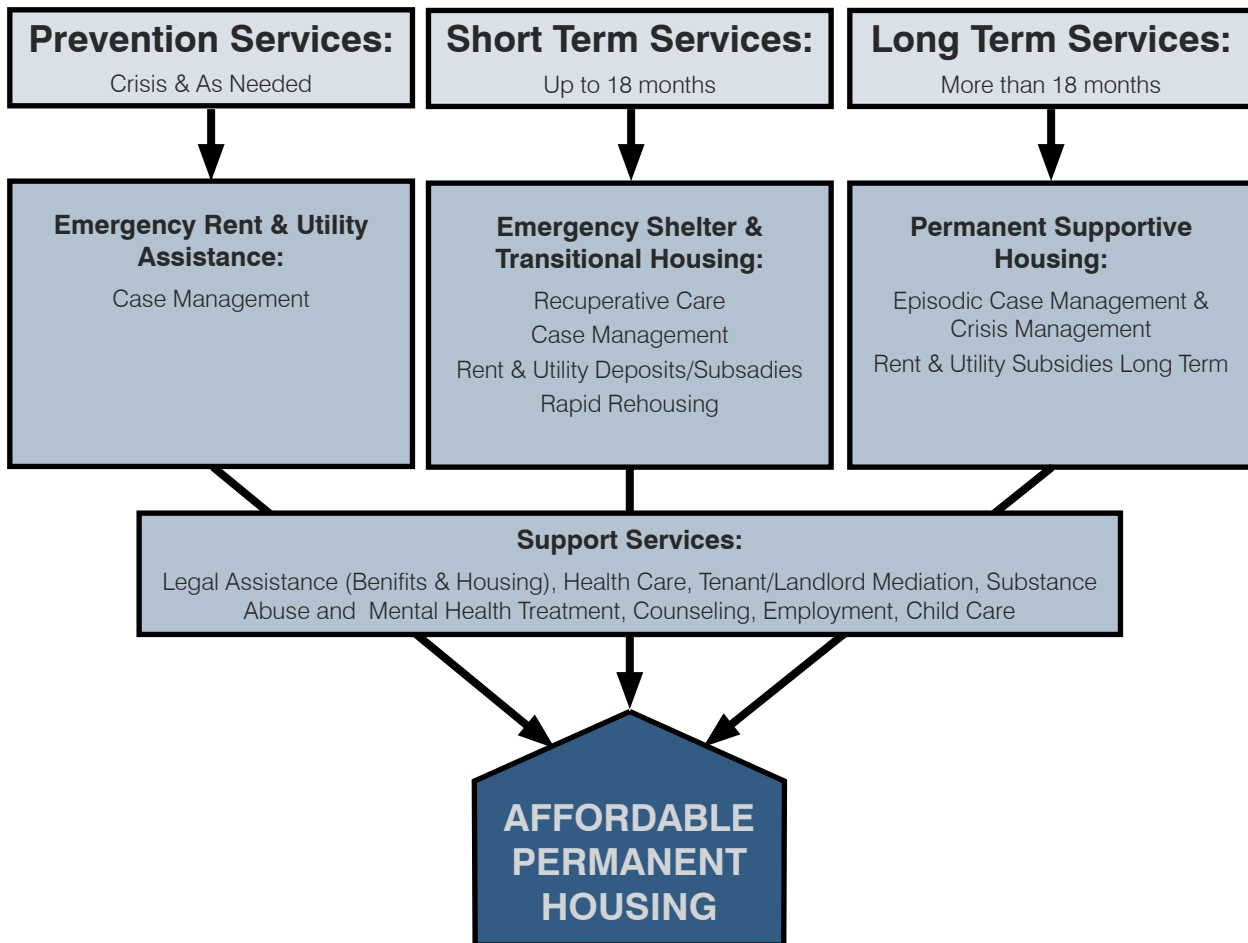 Prevention Services:
Crisis & As Needed
Short Term Services:
Up to 18 months
Long Term Services:
More than 18 months
Emergency Rent & Utility
Assistance:
Case Management
Emergency Shelter &
Transitional Housing:
Recuperative Care
Case Management
Rent & Utility Deposits/Subsadies
Rapid Rehousing
Permanent Supportive
Housing:
Episodic Case Management &
Crisis Management
Rent & Utility Subsidies Long Term
Support Services:
Legal Assistance (Benifits & Housing), Health Care, Tenant/Landlord Mediation, Substance
Abuse and  Mental Health Treatment, Counseling, Employment, Child Care
AFFORDABLE
PERMANENT
HOUSING